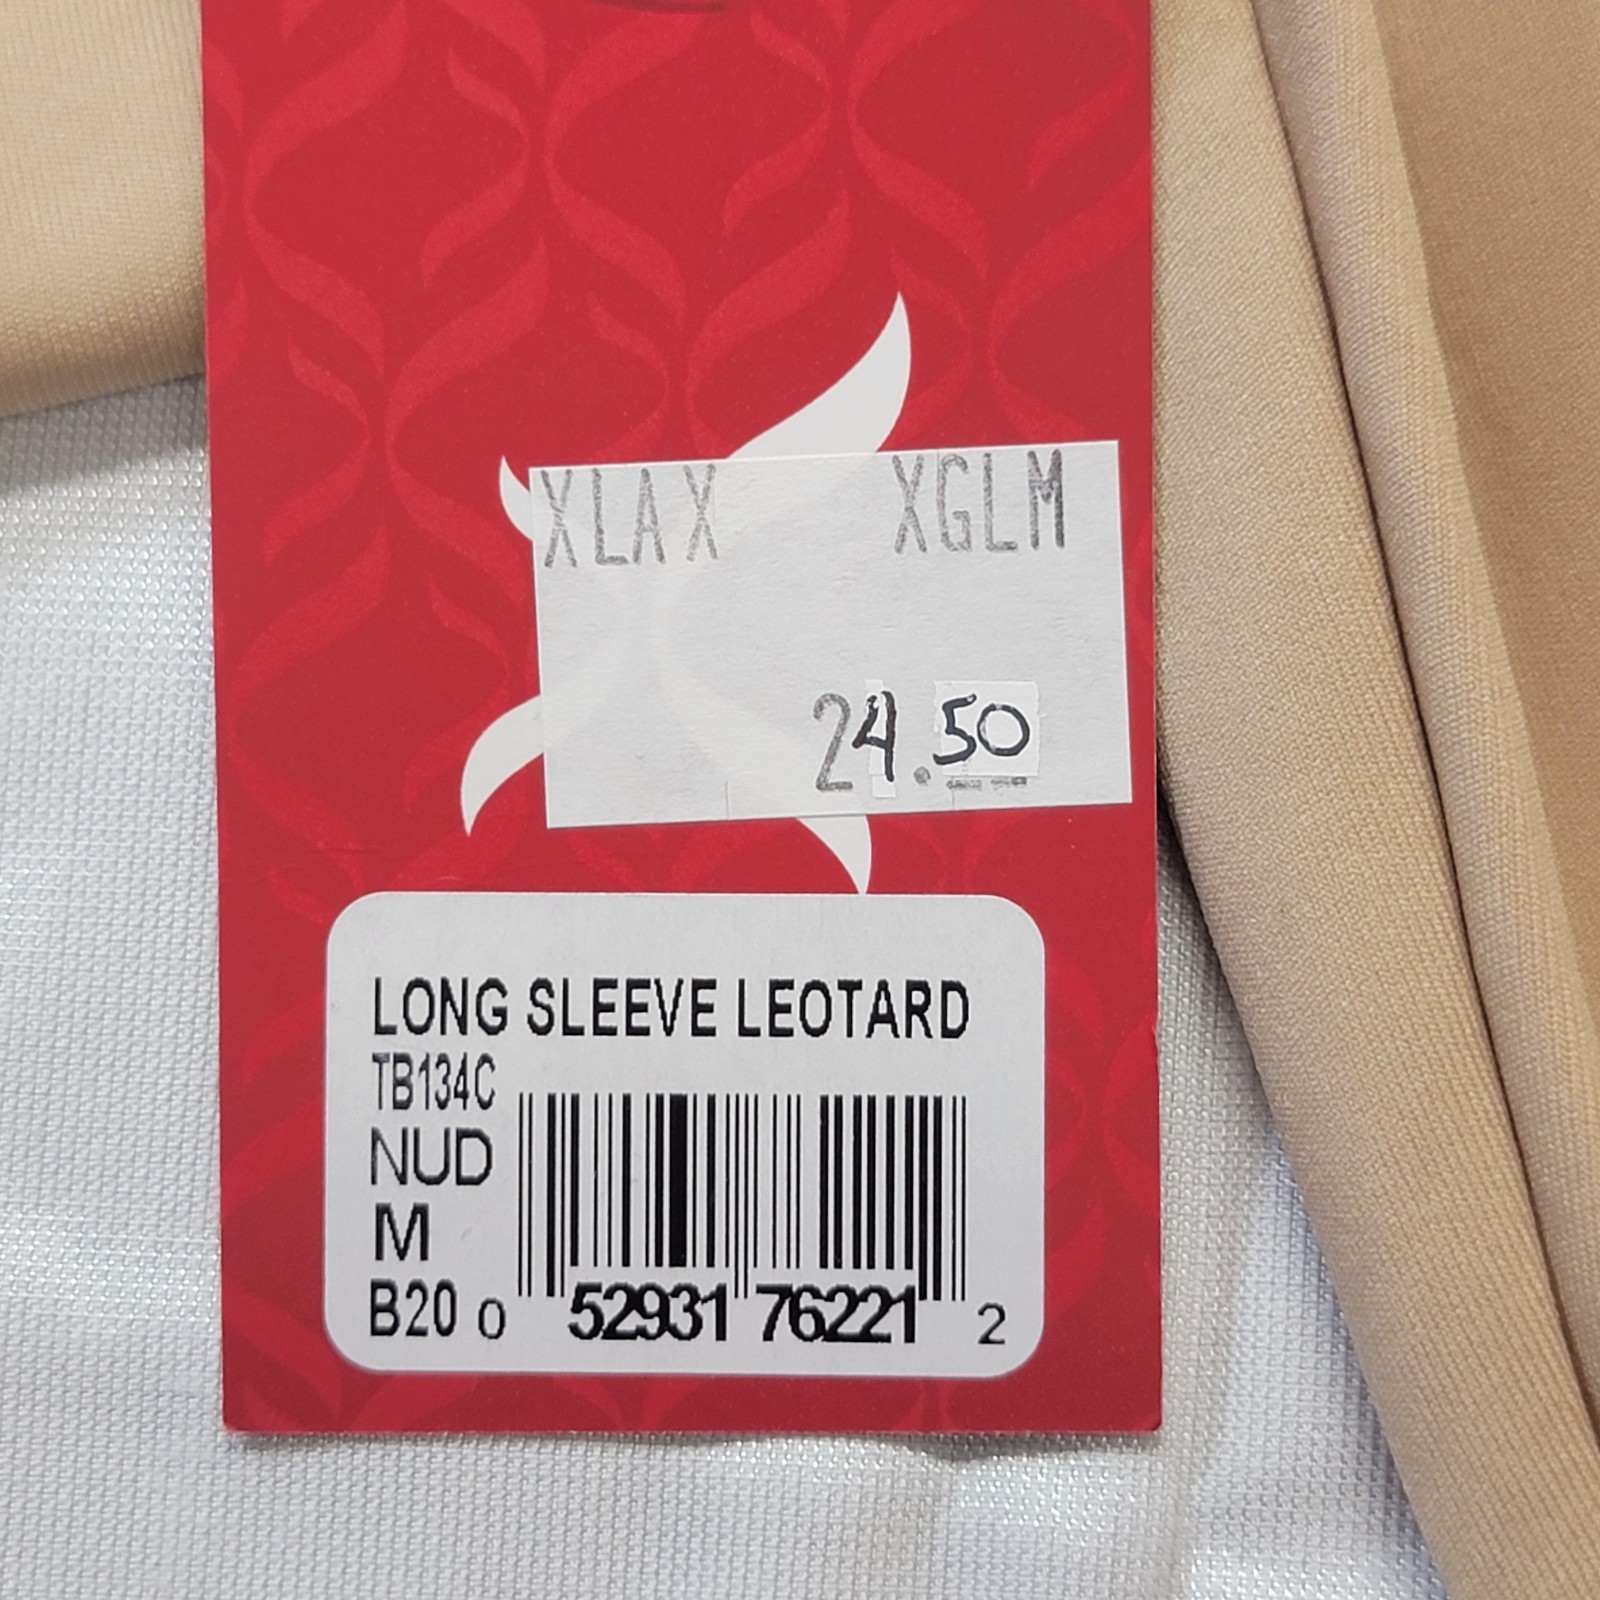 XLAX XGLM
24.50
LONG SLEEVE LEOTARD
TB134C
NUD
M
B20
0 52931 76221 2